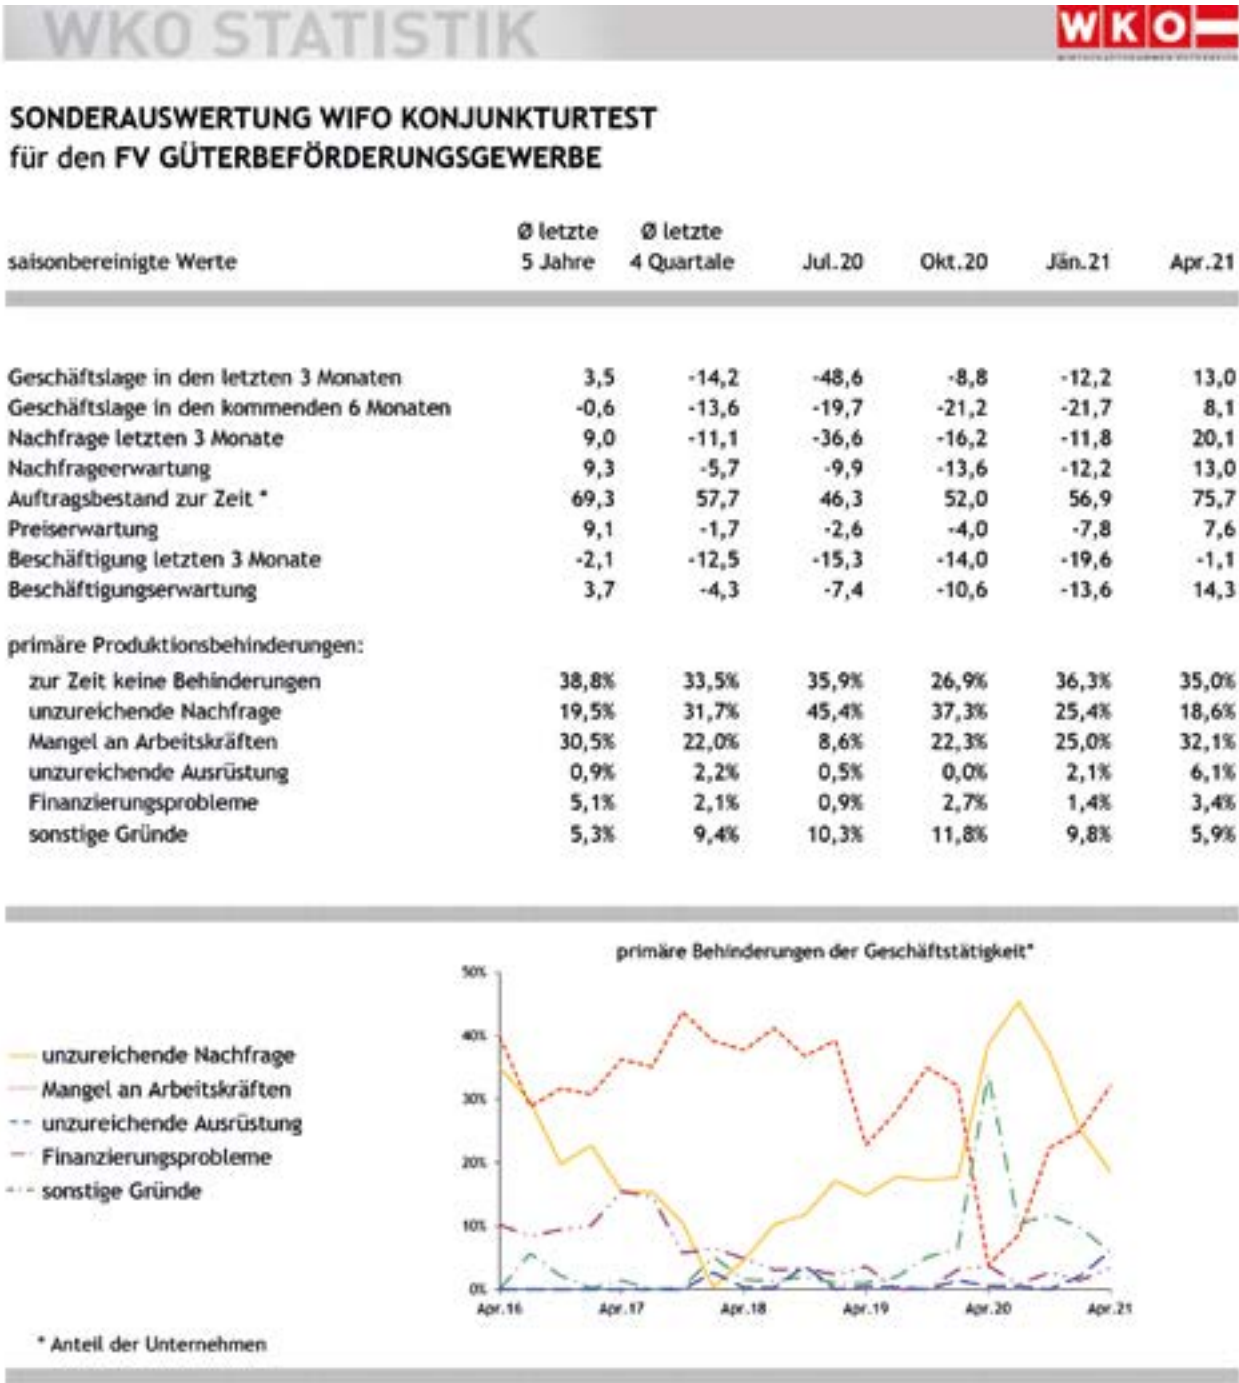 WKO STATISTIK
WKO
SONDERAUSWERTUNG WIFO KONJUNKTURTEST
für den FV GÜTERBEFÖRDERUNGSGEWERBE
Ø letzte Ø letzte
saisonbereinigte Werte 5 Jahre 4 Quartale Jul.20 Okt.20 Jän.21 Apr.21
Geschäftslage in den letzten 3 Monaten 3,5 -14,2 -48,6 -8,8 -12,2 13,0
Geschäftslage in den kommenden 6 Monaten -0,6 -13,6 -19,7 -21,2 -21,7 8,1
Nachfrage letzten 3 Monate 9,0 -11,1 -36,6 -16,2 -11,8 20,1
Nachfrageerwartung 9,3 -5,7 -9,9 -13,6 -12,2 13,0
Auftragsbestand zur Zeit * 69,3 57,7 46,3 52,0 56,9 75,7
Preiserwartung 9,1 -1,7 -2,6 -4,0 -7,8 7,6
Beschäftigung letzten 3 Monate -2,1 -12,5 -15,3 -14,0 -19,6 -1,1
Beschäftigungserwartung 3,7 -4,3 -7,4 -10,6 -13,6 14,3
primäre Produktionsbehinderungen:
zur Zeit keine Behinderungen 38,8% 33,5% 35,9% 26,9% 36,3% 35,0%
unzureichende Nachfrage 19,5% 31,7% 45,4% 37,3% 25,4% 18,6%
Mangel an Arbeitskräften 30,5% 22,0% 8,6% 22,3% 25,0% 32,1%
unzureichende Ausrüstung 0,9% 2,2% 0,5% 0,0% 2,1% 6,1%
Finanzierungsprobleme 5,1% 2,1% 0,9% 2,7% 1,4% 3,4%
sonstige Gründe 5,3% 9,4% 10,3% 11,8% 9,8% 5,9%
primäre Behinderungen der Geschäftstätigkeit*
50%
40%
30%
20%
10%
0%
Apr.16 Apr.17 Apr.18 Apr.19 Apr.20 Apr.21
unzureichende Nachfrage
Mangel an Arbeitskräften
unzureichende Ausrüstung
Finanzierungsprobleme
sonstige Gründe
* Anteil der Unternehmen